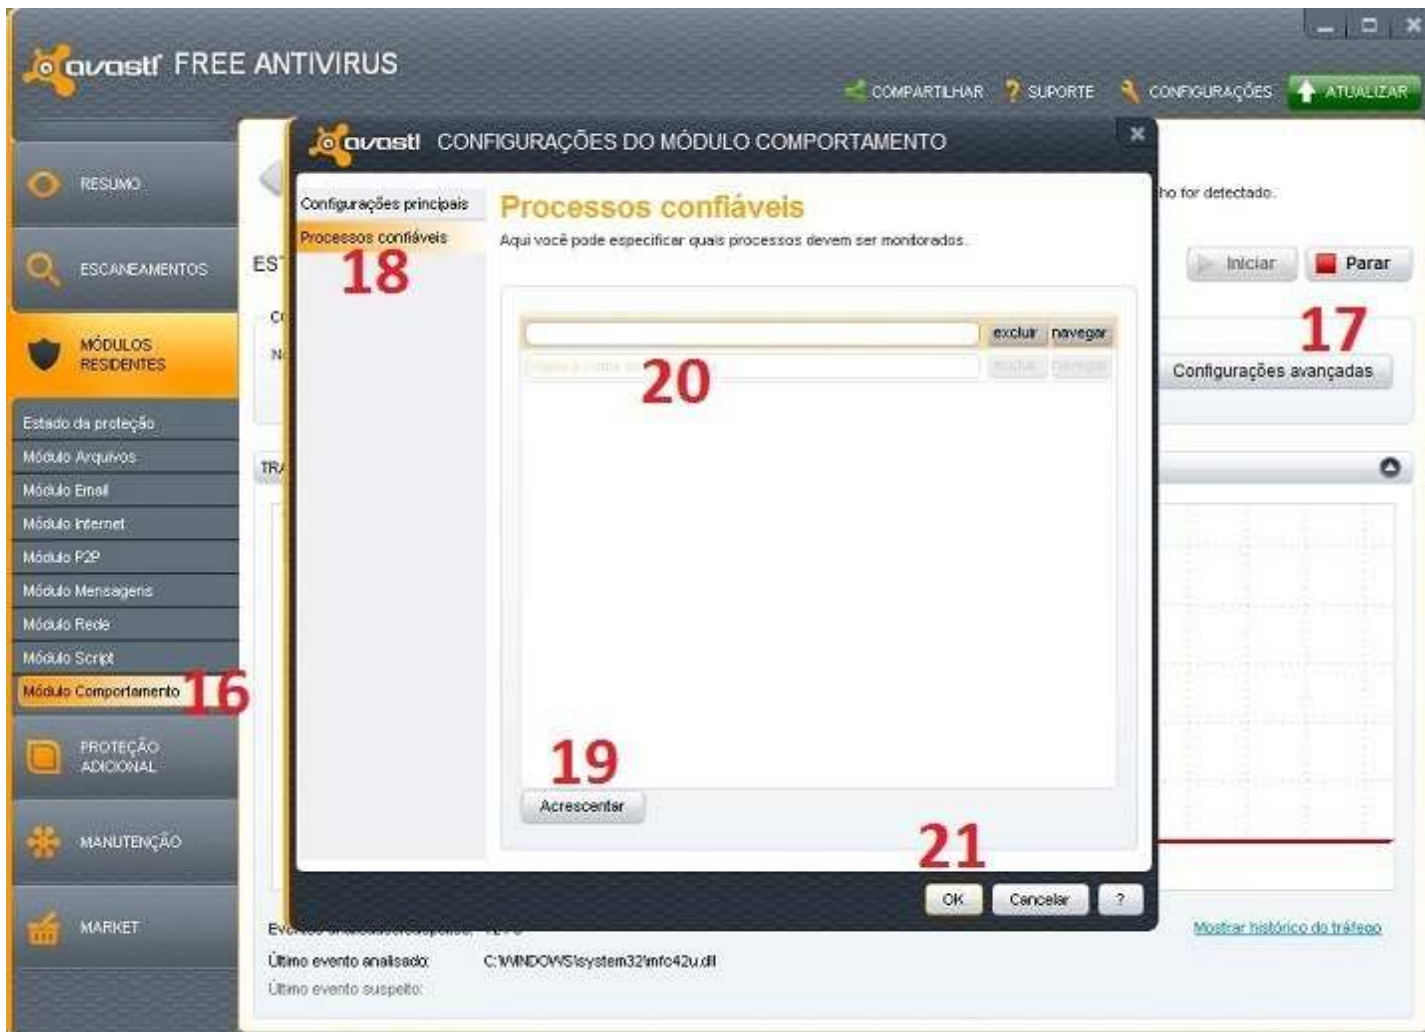 avast! FREE ANTIVIRUS
COMPARTILHAR
SUPORTE
CONFIGURAÇÕES
ATUALIZAR
avast! CONFIGURAÇÕES DO MÓDULO COMPORTAMENTO
RESUMO
ESCANEAMENTOS
MÓDULOS
RESIDENTES
Estado da proteção
Módulo Arquivos
Módulo Email
Módulo Internet
Módulo P2P
Módulo Mensagens
Módulo Rede
Módulo Script
Módulo Comportamento
16
PROTEÇÃO
ADICIONAL
MANUTENÇÃO
MARKET
Configurações principais
Processos confiáveis
18
Processos confiáveis
Aqui você pode especificar quais processos devem ser monitorados.
excluir navegar
20
19
Acrescentar
21
OK
Cancelar
?
for detectado.
Iniciar
Parar
17
Configurações avançadas
Mostrar histórico do tráfego
Último evento analisado: C:\WINDOWS\system32\mfc42u.dll
Último evento suspeito: